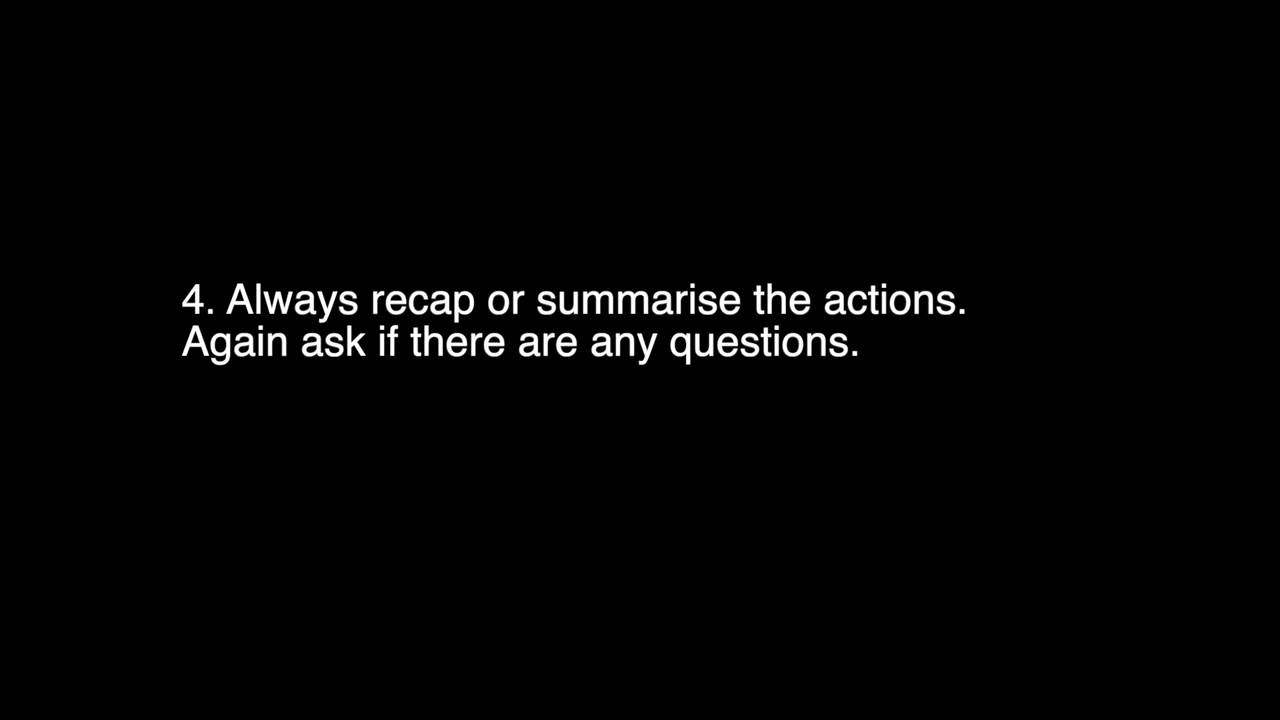 4. Always recap or summarise the actions.
Again ask if there are any questions.